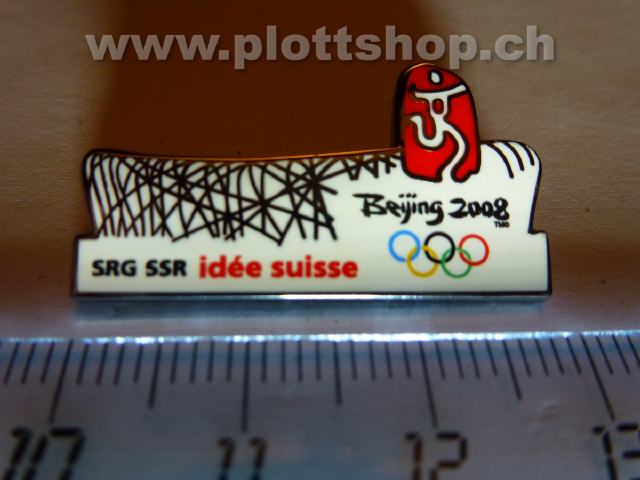 www.plottshop.ch
Beijing 2008
TM©
SRG SSR idée suisse
10 11 12 13